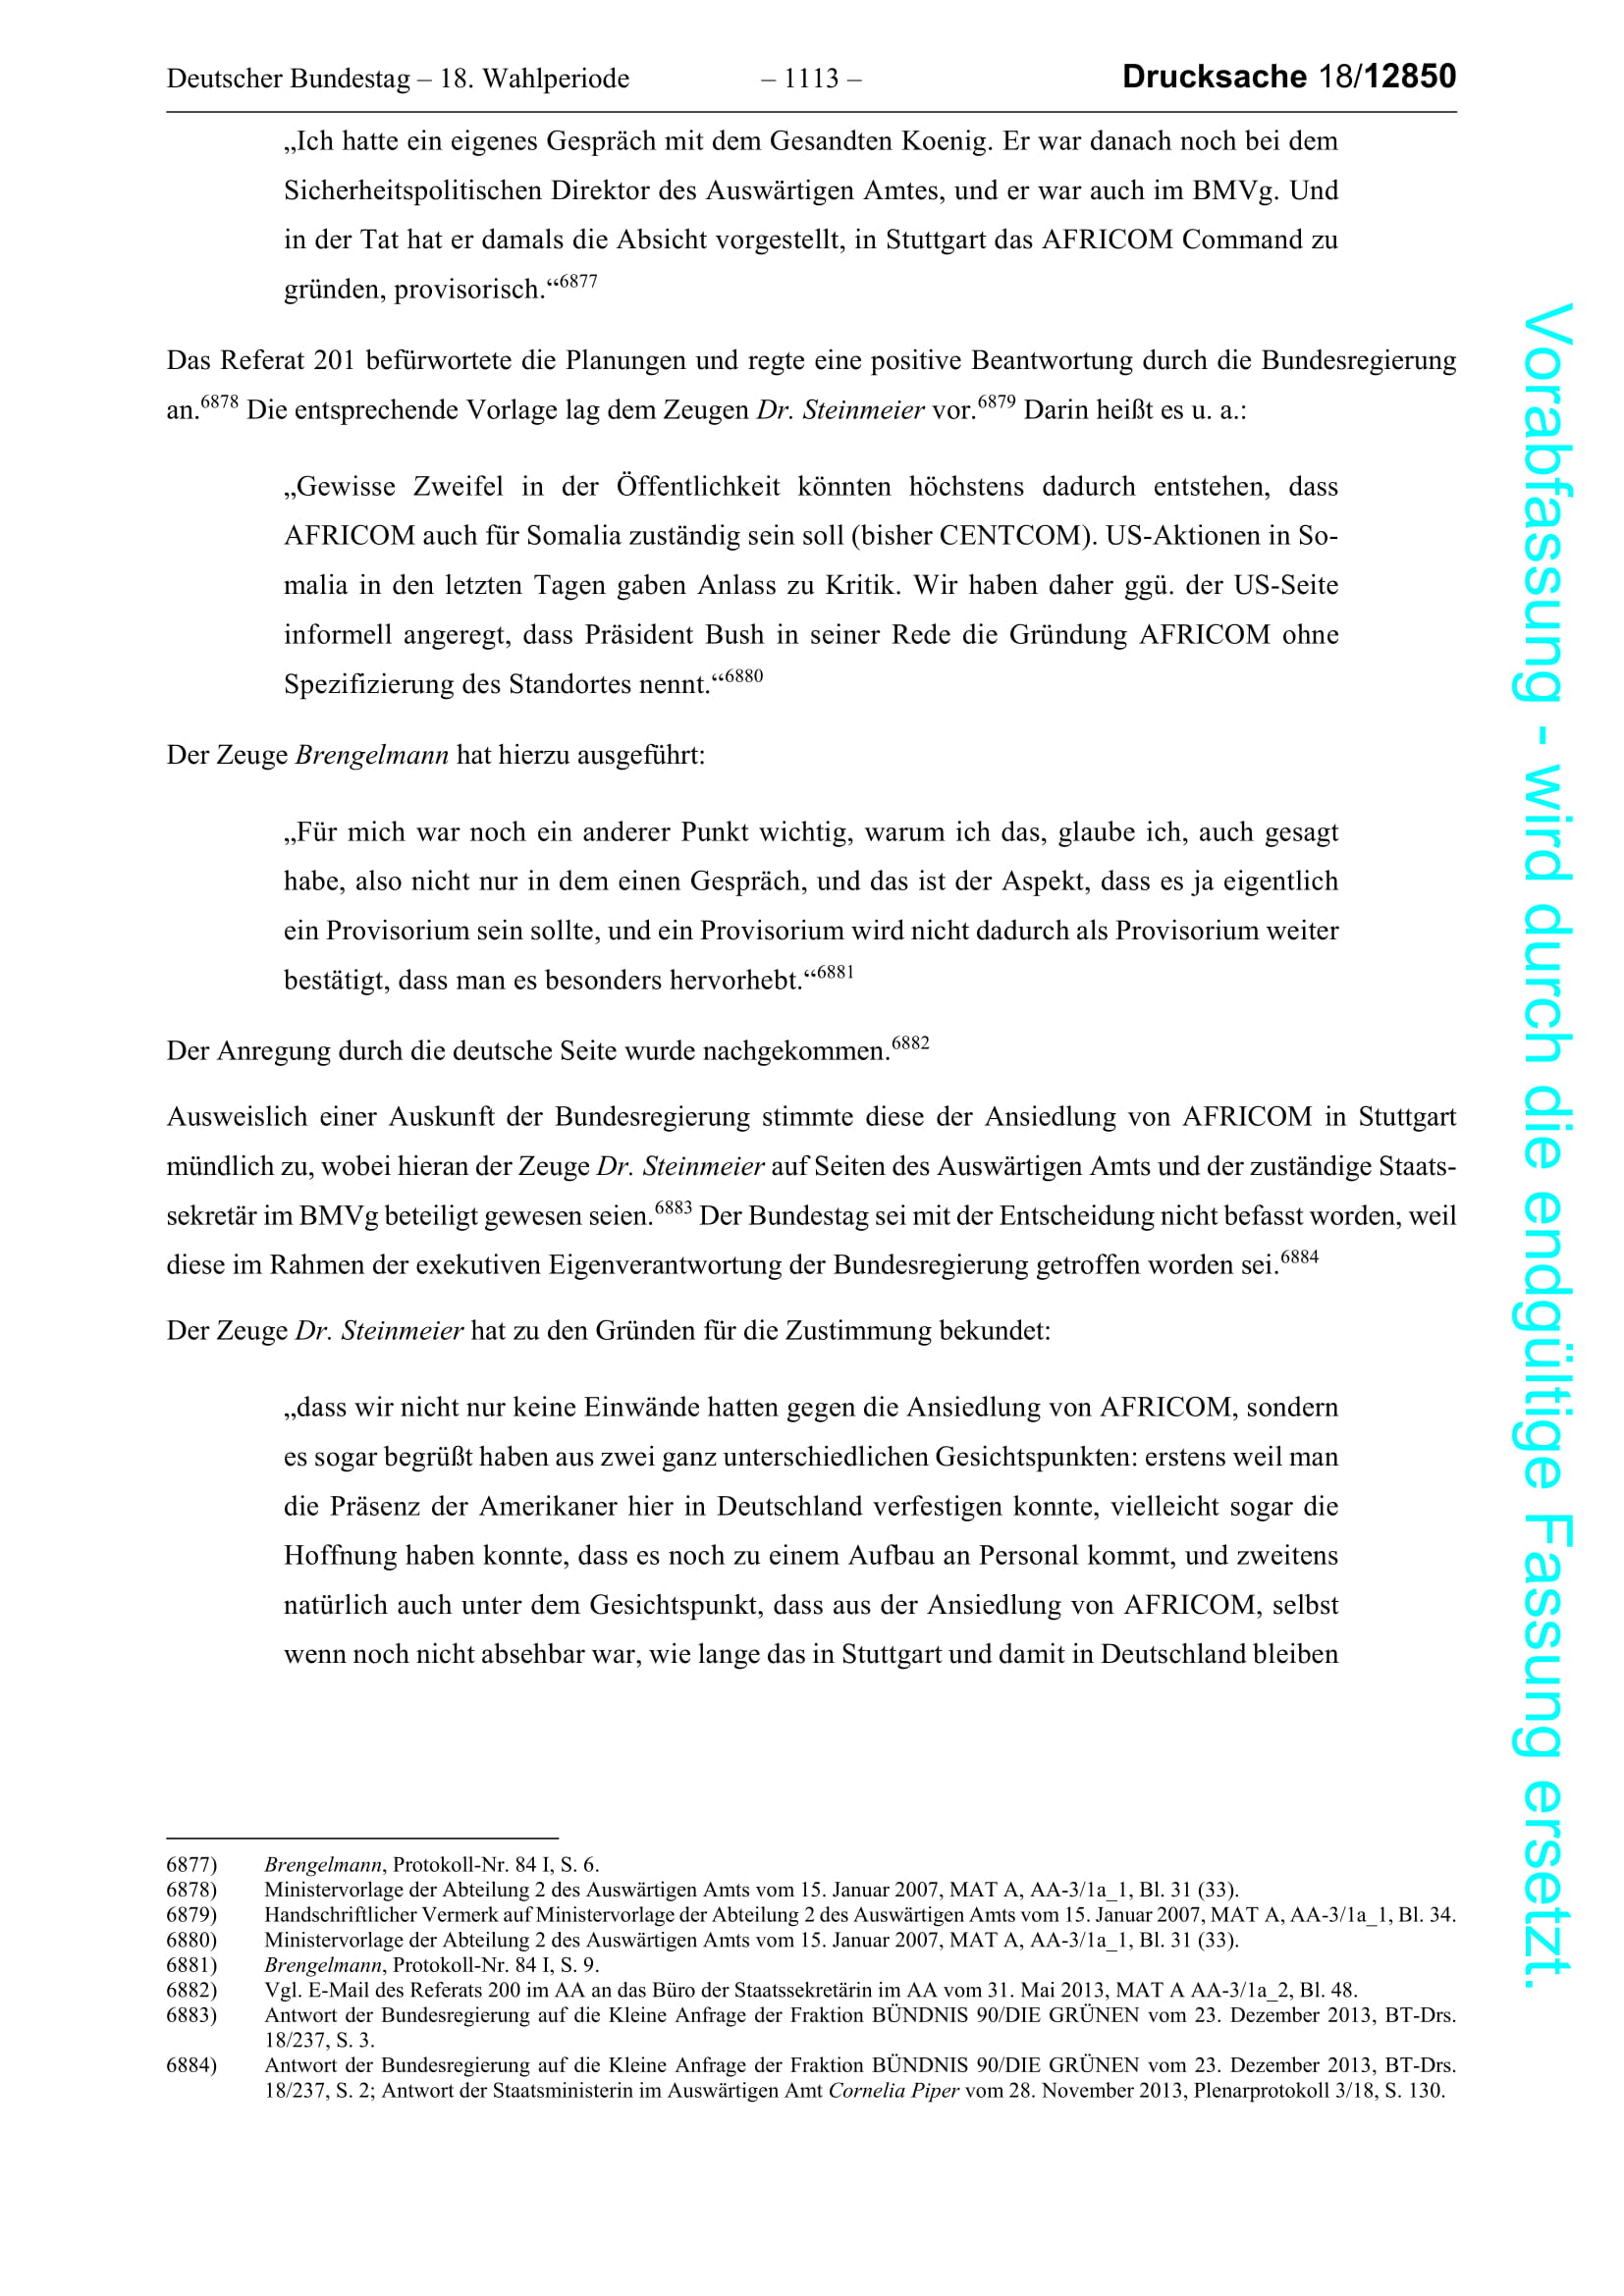 Deutscher Bundestag – 18. Wahlperiode – 1113 – Drucksache 18/12850
„Ich hatte ein eigenes Gespräch mit dem Gesandten Koenig. Er war danach noch bei dem
Sicherheitspolitischen Direktor des Auswärtigen Amtes, und er war auch im BMVg. Und
in der Tat hat er damals die Absicht vorgestellt, in Stuttgart das AFRICOM Command zu
gründen, provisorisch.“6877
Das Referat 201 befürwortete die Planungen und regte eine positive Beantwortung durch die Bundesregierung
an.6878 Die entsprechende Vorlage lag dem Zeugen Dr. Steinmeier vor.6879 Darin heißt es u. a.:
„Gewisse Zweifel in der Öffentlichkeit könnten höchstens dadurch entstehen, dass
AFRICOM auch für Somalia zuständig sein soll (bisher CENTCOM). US-Aktionen in So-
malia in den letzten Tagen gaben Anlass zu Kritik. Wir haben daher ggü. der US-Seite
informell angeregt, dass Präsident Bush in seiner Rede die Gründung AFRICOM ohne
Spezifizierung des Standortes nennt.“6880
Der Zeuge Brengelmann hat hierzu ausgeführt:
„Für mich war noch ein anderer Punkt wichtig, warum ich das, glaube ich, auch gesagt
habe, also nicht nur in dem einen Gespräch, und das ist der Aspekt, dass es ja eigentlich
ein Provisorium sein sollte, und ein Provisorium wird nicht dadurch als Provisorium weiter
bestätigt, dass man es besonders hervorhebt.“6881
Der Anregung durch die deutsche Seite wurde nachgekommen.6882
Ausweislich einer Auskunft der Bundesregierung stimmte diese der Ansiedlung von AFRICOM in Stuttgart
mündlich zu, wobei hieran der Zeuge Dr. Steinmeier auf Seiten des Auswärtigen Amts und der zuständige Staats-
sekretär im BMVg beteiligt gewesen seien.6883 Der Bundestag sei mit der Entscheidung nicht befasst worden, weil
diese im Rahmen der exekutiven Eigenverantwortung der Bundesregierung getroffen worden sei.6884
Der Zeuge Dr. Steinmeier hat zu den Gründen für die Zustimmung bekundet:
„dass wir nicht nur keine Einwände hatten gegen die Ansiedlung von AFRICOM, sondern
es sogar begrüßt haben aus zwei ganz unterschiedlichen Gesichtspunkten: erstens weil man
die Präsenz der Amerikaner hier in Deutschland verfestigen konnte, vielleicht sogar die
Hoffnung haben konnte, dass es noch zu einem Aufbau an Personal kommt, und zweitens
natürlich auch unter dem Gesichtspunkt, dass aus der Ansiedlung von AFRICOM, selbst
wenn noch nicht absehbar war, wie lange das in Stuttgart und damit in Deutschland bleiben
6877) Brengelmann, Protokoll-Nr. 84 I, S. 6.
6878) Ministervorlage der Abteilung 2 des Auswärtigen Amts vom 15. Januar 2007, MAT A, AA-3/1a_1, Bl. 31 (33).
6879) Handschriftlicher Vermerk auf Ministervorlage der Abteilung 2 des Auswärtigen Amts vom 15. Januar 2007, MAT A, AA-3/1a_1, Bl. 34.
6880) Ministervorlage der Abteilung 2 des Auswärtigen Amts vom 15. Januar 2007, MAT A, AA-3/1a_1, Bl. 31 (33).
6881) Brengelmann, Protokoll-Nr. 84 I, S. 9.
6882) Vgl. E-Mail des Referats 200 im AA an das Büro der Staatssekretärin im AA vom 31. Mai 2013, MAT A AA-3/1a_2, Bl. 48.
6883) Antwort der Bundesregierung auf die Kleine Anfrage der Fraktion BÜNDNIS 90/DIE GRÜNEN vom 23. Dezember 2013, BT-Drs.
18/237, S. 3.
6884) Antwort der Bundesregierung auf die Kleine Anfrage der Fraktion BÜNDNIS 90/DIE GRÜNEN vom 23. Dezember 2013, BT-Drs.
18/237, S. 2; Antwort der Staatsministerin im Auswärtigen Amt Cornelia Piper vom 28. November 2013, Plenarprotokoll 3/18, S. 130.
Vorabfassung - wird durch die endgültige Fassung ersetzt.